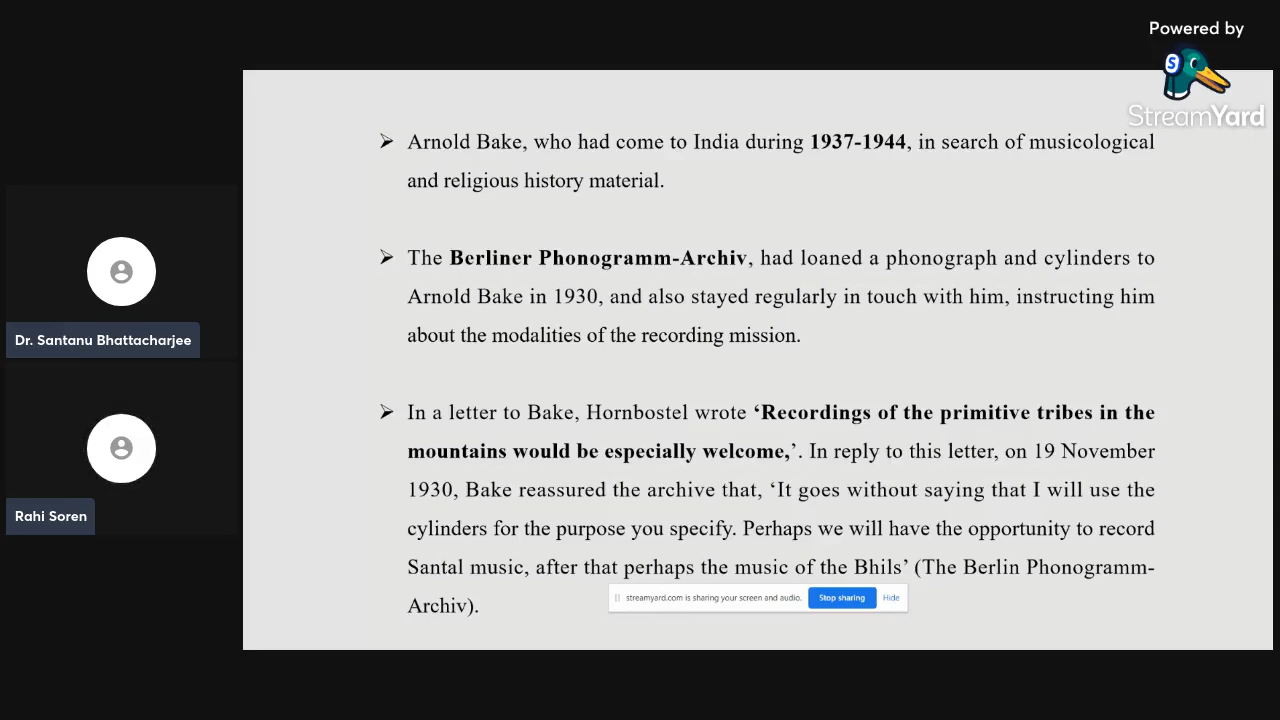 Powered by
StreamYard
➢ Arnold Bake, who had come to India during 1937-1944, in search of musicological
and religious history material.
➢ The Berliner Phonogramm-Archiv, had loaned a phonograph and cylinders to
Arnold Bake in 1930, and also stayed regularly in touch with him, instructing him
about the modalities of the recording mission.
➢ In a letter to Bake, Hornbostel wrote ‘Recordings of the primitive tribes in the
mountains would be especially welcome,’. In reply to this letter, on 19 November
1930, Bake reassured the archive that, ‘It goes without saying that I will use the
cylinders for the purpose you specify. Perhaps we will have the opportunity to record
Santal music, after that perhaps the music of the Bhils’ (The Berlin Phonogramm-
Archiv).
streamyard.com is sharing your screen and audio. Stop sharing Hide
Dr. Santanu Bhattacharjee
Rahi Soren